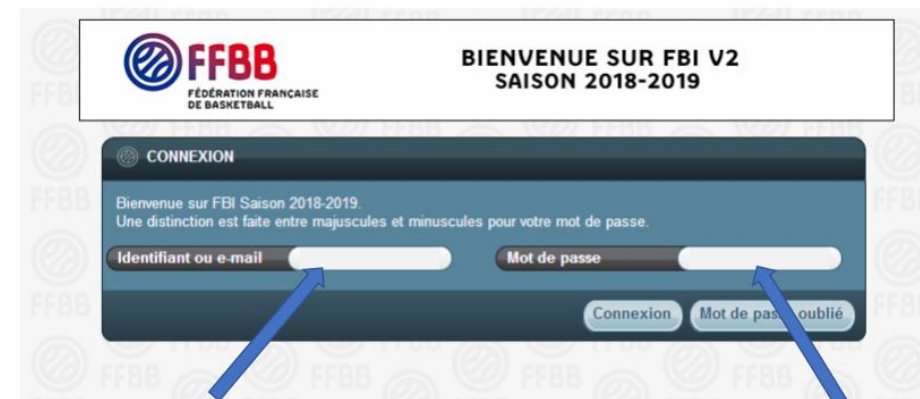 FFBB
FÉDÉRATION FRANÇAISE
DE BASKETBALL
BIENVENUE SUR FBI V2
SAISON 2018-2019
CONNEXION
Bienvenue sur FBI Saison 2018-2019.
Une distinction est faite entre majuscules et minuscules pour votre mot de passe.
Identifiant ou e-mail
Mot de passe
Connexion
Mot de passe oublié